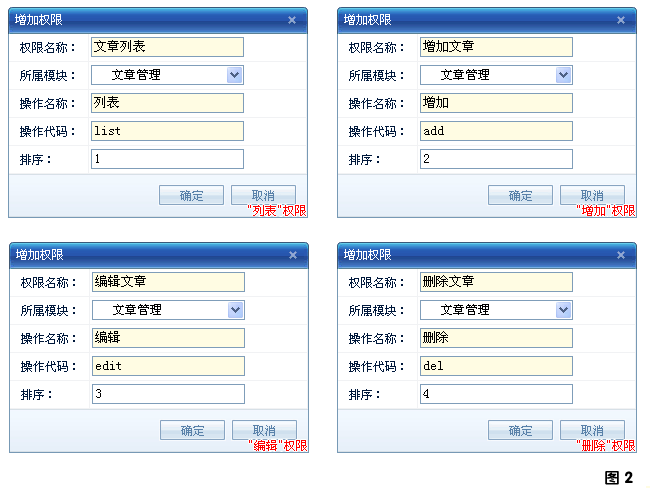 增加权限
权限名称： 文章列表
所属模块： 文章管理
操作名称： 列表
操作代码： list
排序： 1
确定 取消
"列表"权限
增加权限
权限名称： 增加文章
所属模块： 文章管理
操作名称： 增加
操作代码： add
排序： 2
确定 取消
"增加"权限
增加权限
权限名称： 编辑文章
所属模块： 文章管理
操作名称： 编辑
操作代码： edit
排序： 3
确定 取消
"编辑"权限
增加权限
权限名称： 删除文章
所属模块： 文章管理
操作名称： 删除
操作代码： del
排序： 4
确定 取消
"删除"权限
图 2